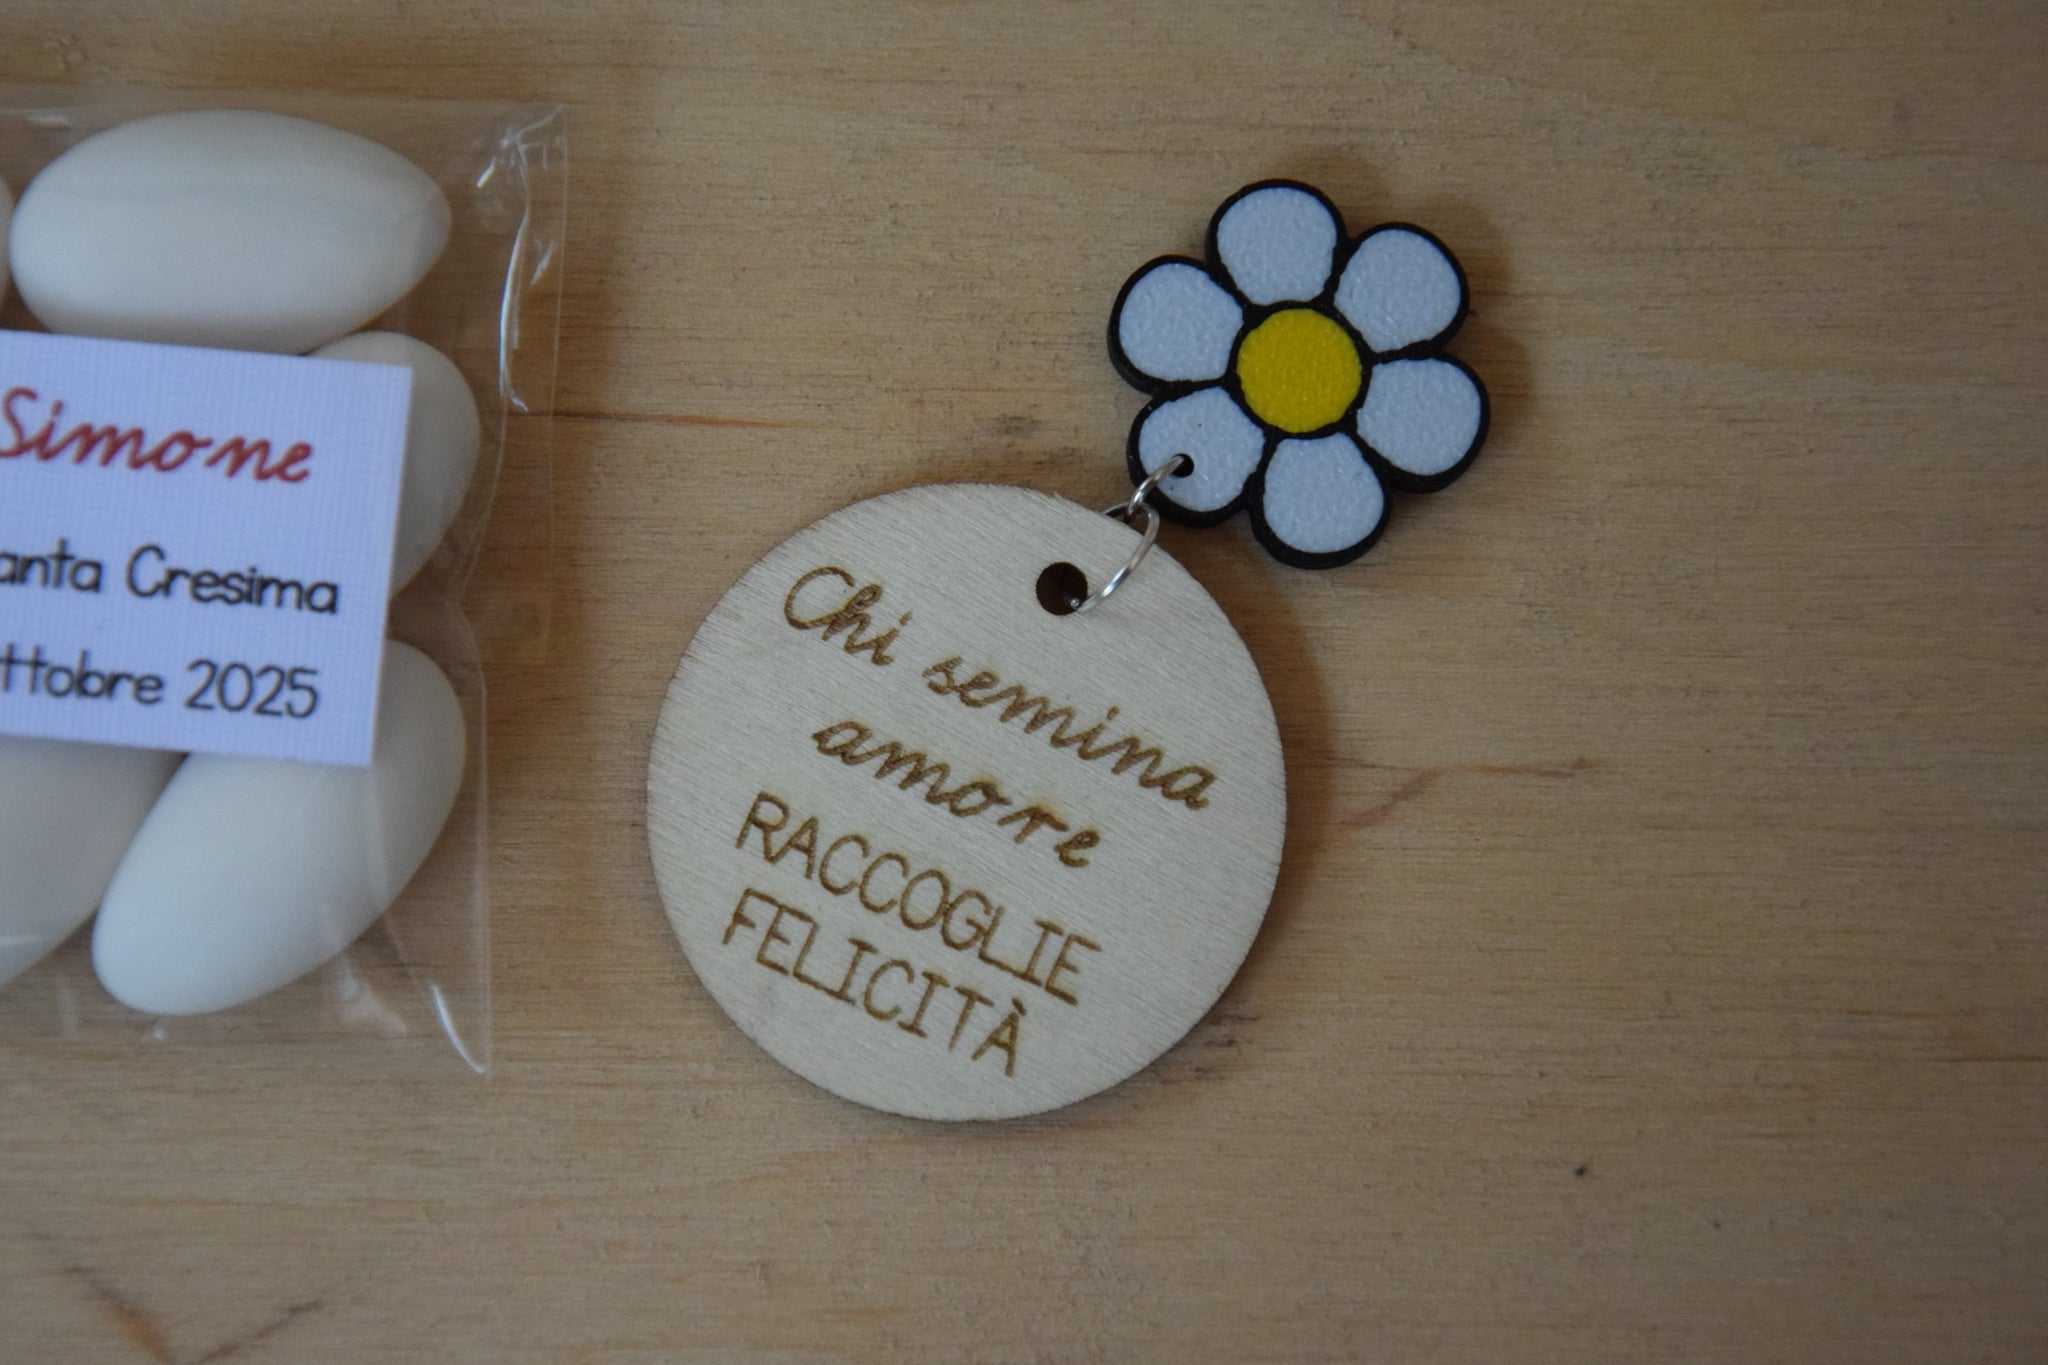 Simone
anta Cresima
ttobre 2025
Chi semina
amore
RACCOGLIE
FELICITÀ